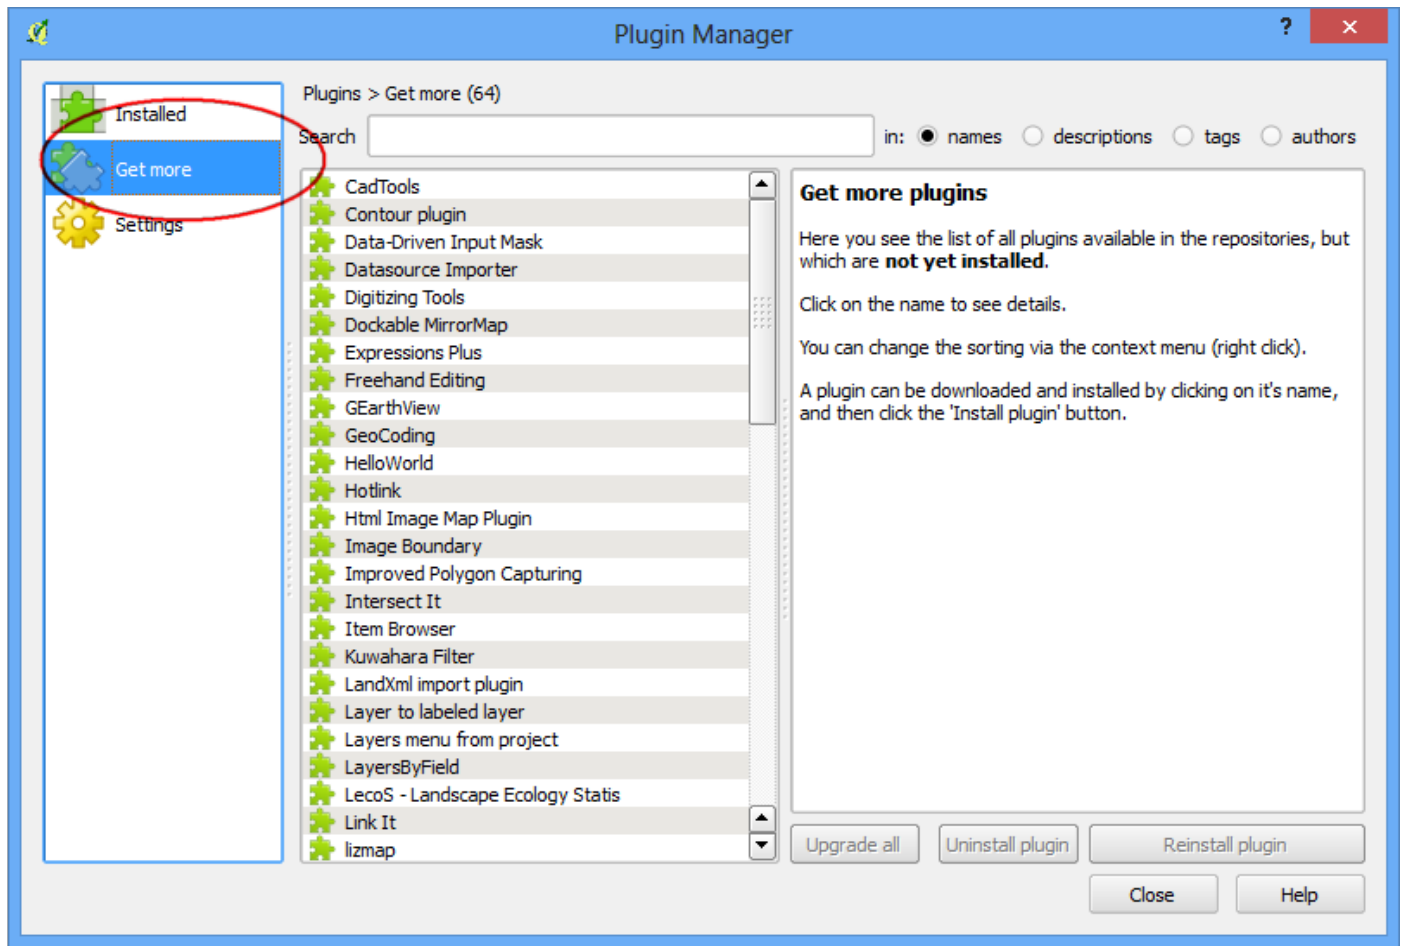 Plugin Manager
?
Installed
Get more
Settings
Plugins > Get more (64)
Search
in: names descriptions tags authors
CadTools
Contour plugin
Data-Driven Input Mask
Datasource Importer
Digitizing Tools
Dockable MirrorMap
Expressions Plus
Freehand Editing
GEarthView
GeoCoding
HelloWorld
Hotlink
Html Image Map Plugin
Image Boundary
Improved Polygon Capturing
Intersect It
Item Browser
Kuwahara Filter
LandXml import plugin
Layer to labeled layer
Layers menu from project
LayersByField
LecoS - Landscape Ecology Statis
Link It
lizmap
Get more plugins
Here you see the list of all plugins available in the repositories, but
which are not yet installed.
Click on the name to see details.
You can change the sorting via the context menu (right click).
A plugin can be downloaded and installed by clicking on it's name,
and then click the 'Install plugin' button.
Upgrade all
Uninstall plugin
Reinstall plugin
Close
Help